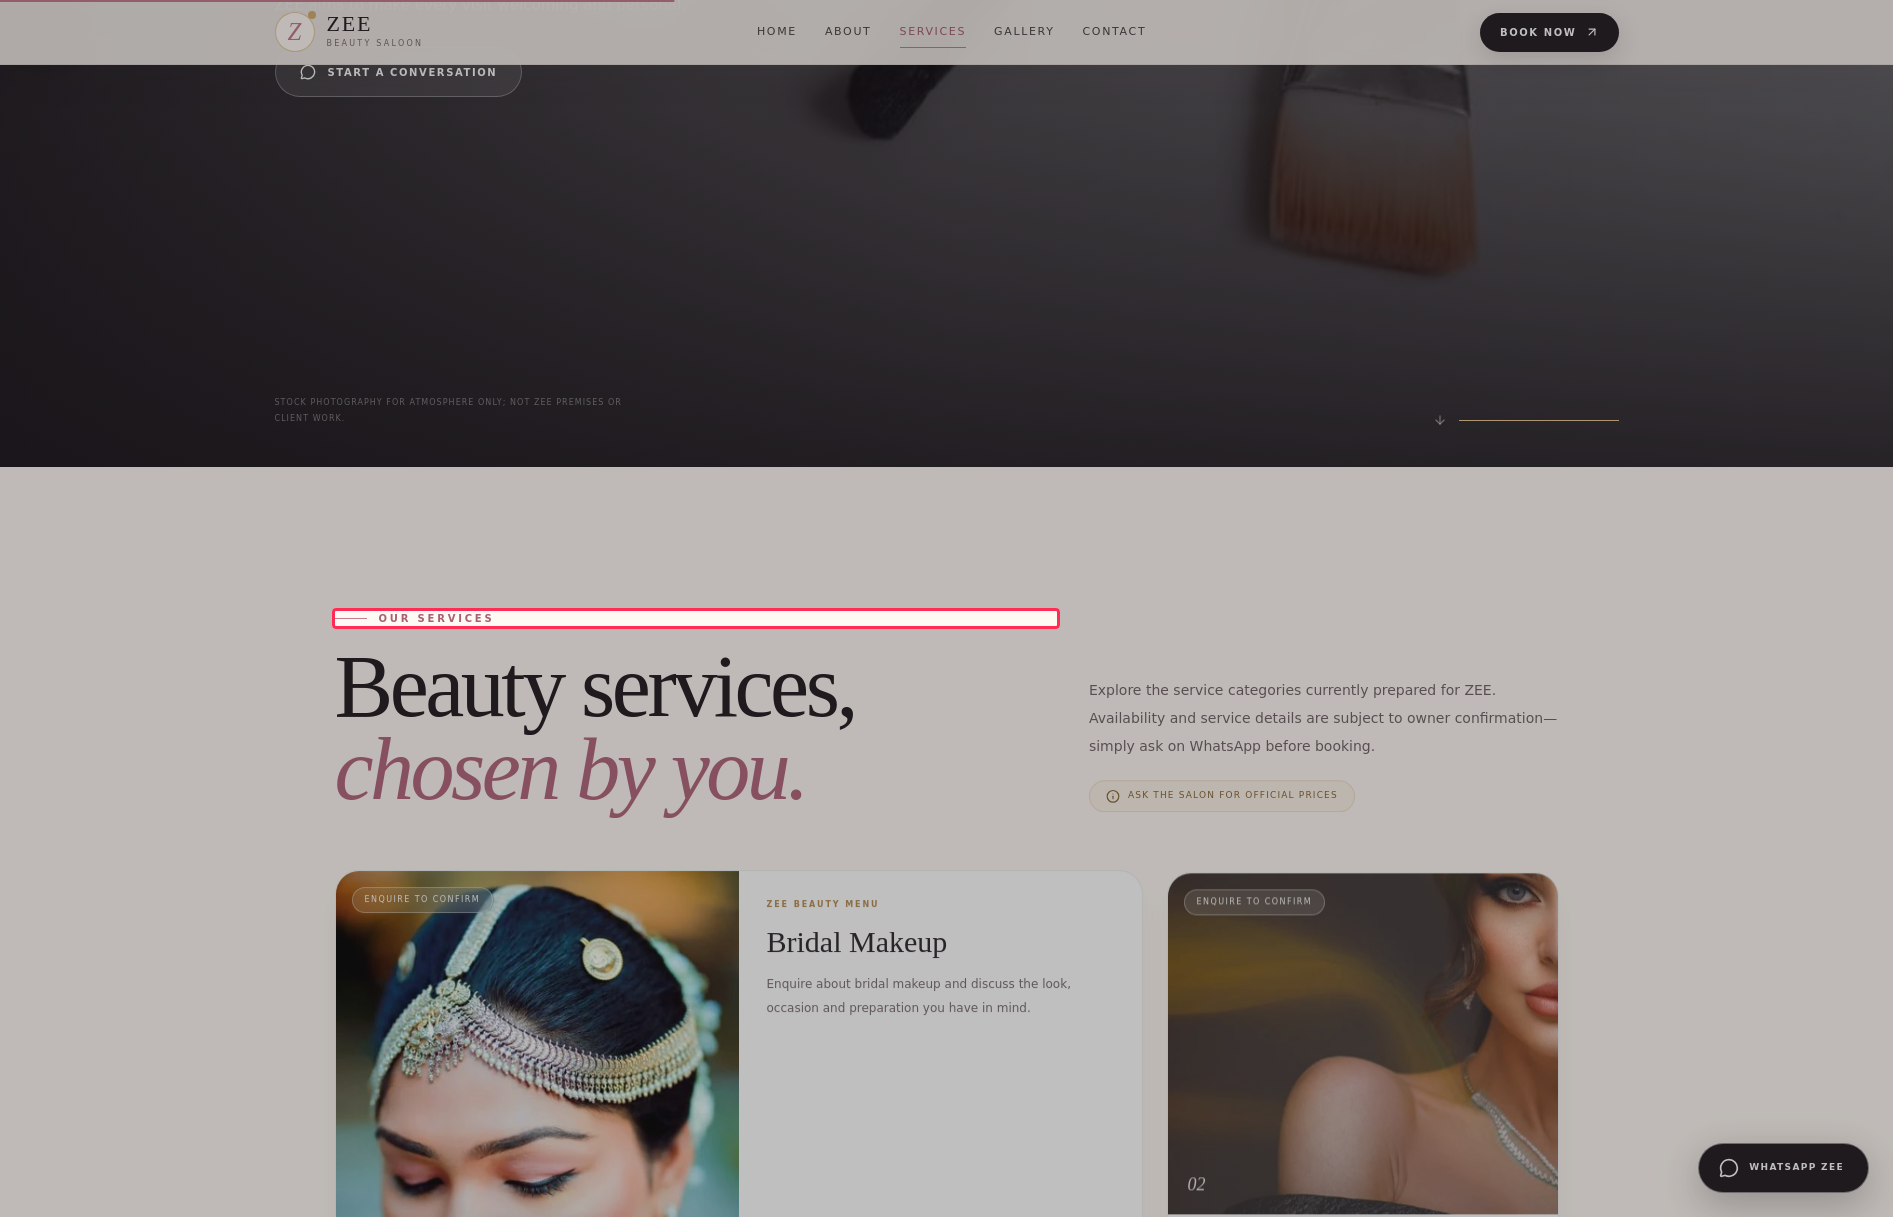 Z
ZEE
BEAUTY SALOON
HOME
ABOUT
SERVICES
GALLERY
CONTACT
BOOK NOW
START A CONVERSATION
STOCK PHOTOGRAPHY FOR ATMOSPHERE ONLY; NOT ZEE PREMISES OR
CLIENT WORK.
OUR SERVICES
Beauty services,
chosen by you.
Explore the service categories currently prepared for ZEE.
Availability and service details are subject to owner confirmation—
simply ask on WhatsApp before booking.
ASK THE SALON FOR OFFICIAL PRICES
ENQUIRE TO CONFIRM
ZEE BEAUTY MENU
Bridal Makeup
Enquire about bridal makeup and discuss the look,
occasion and preparation you have in mind.
ENQUIRE TO CONFIRM
02
WHATSAPP ZEE